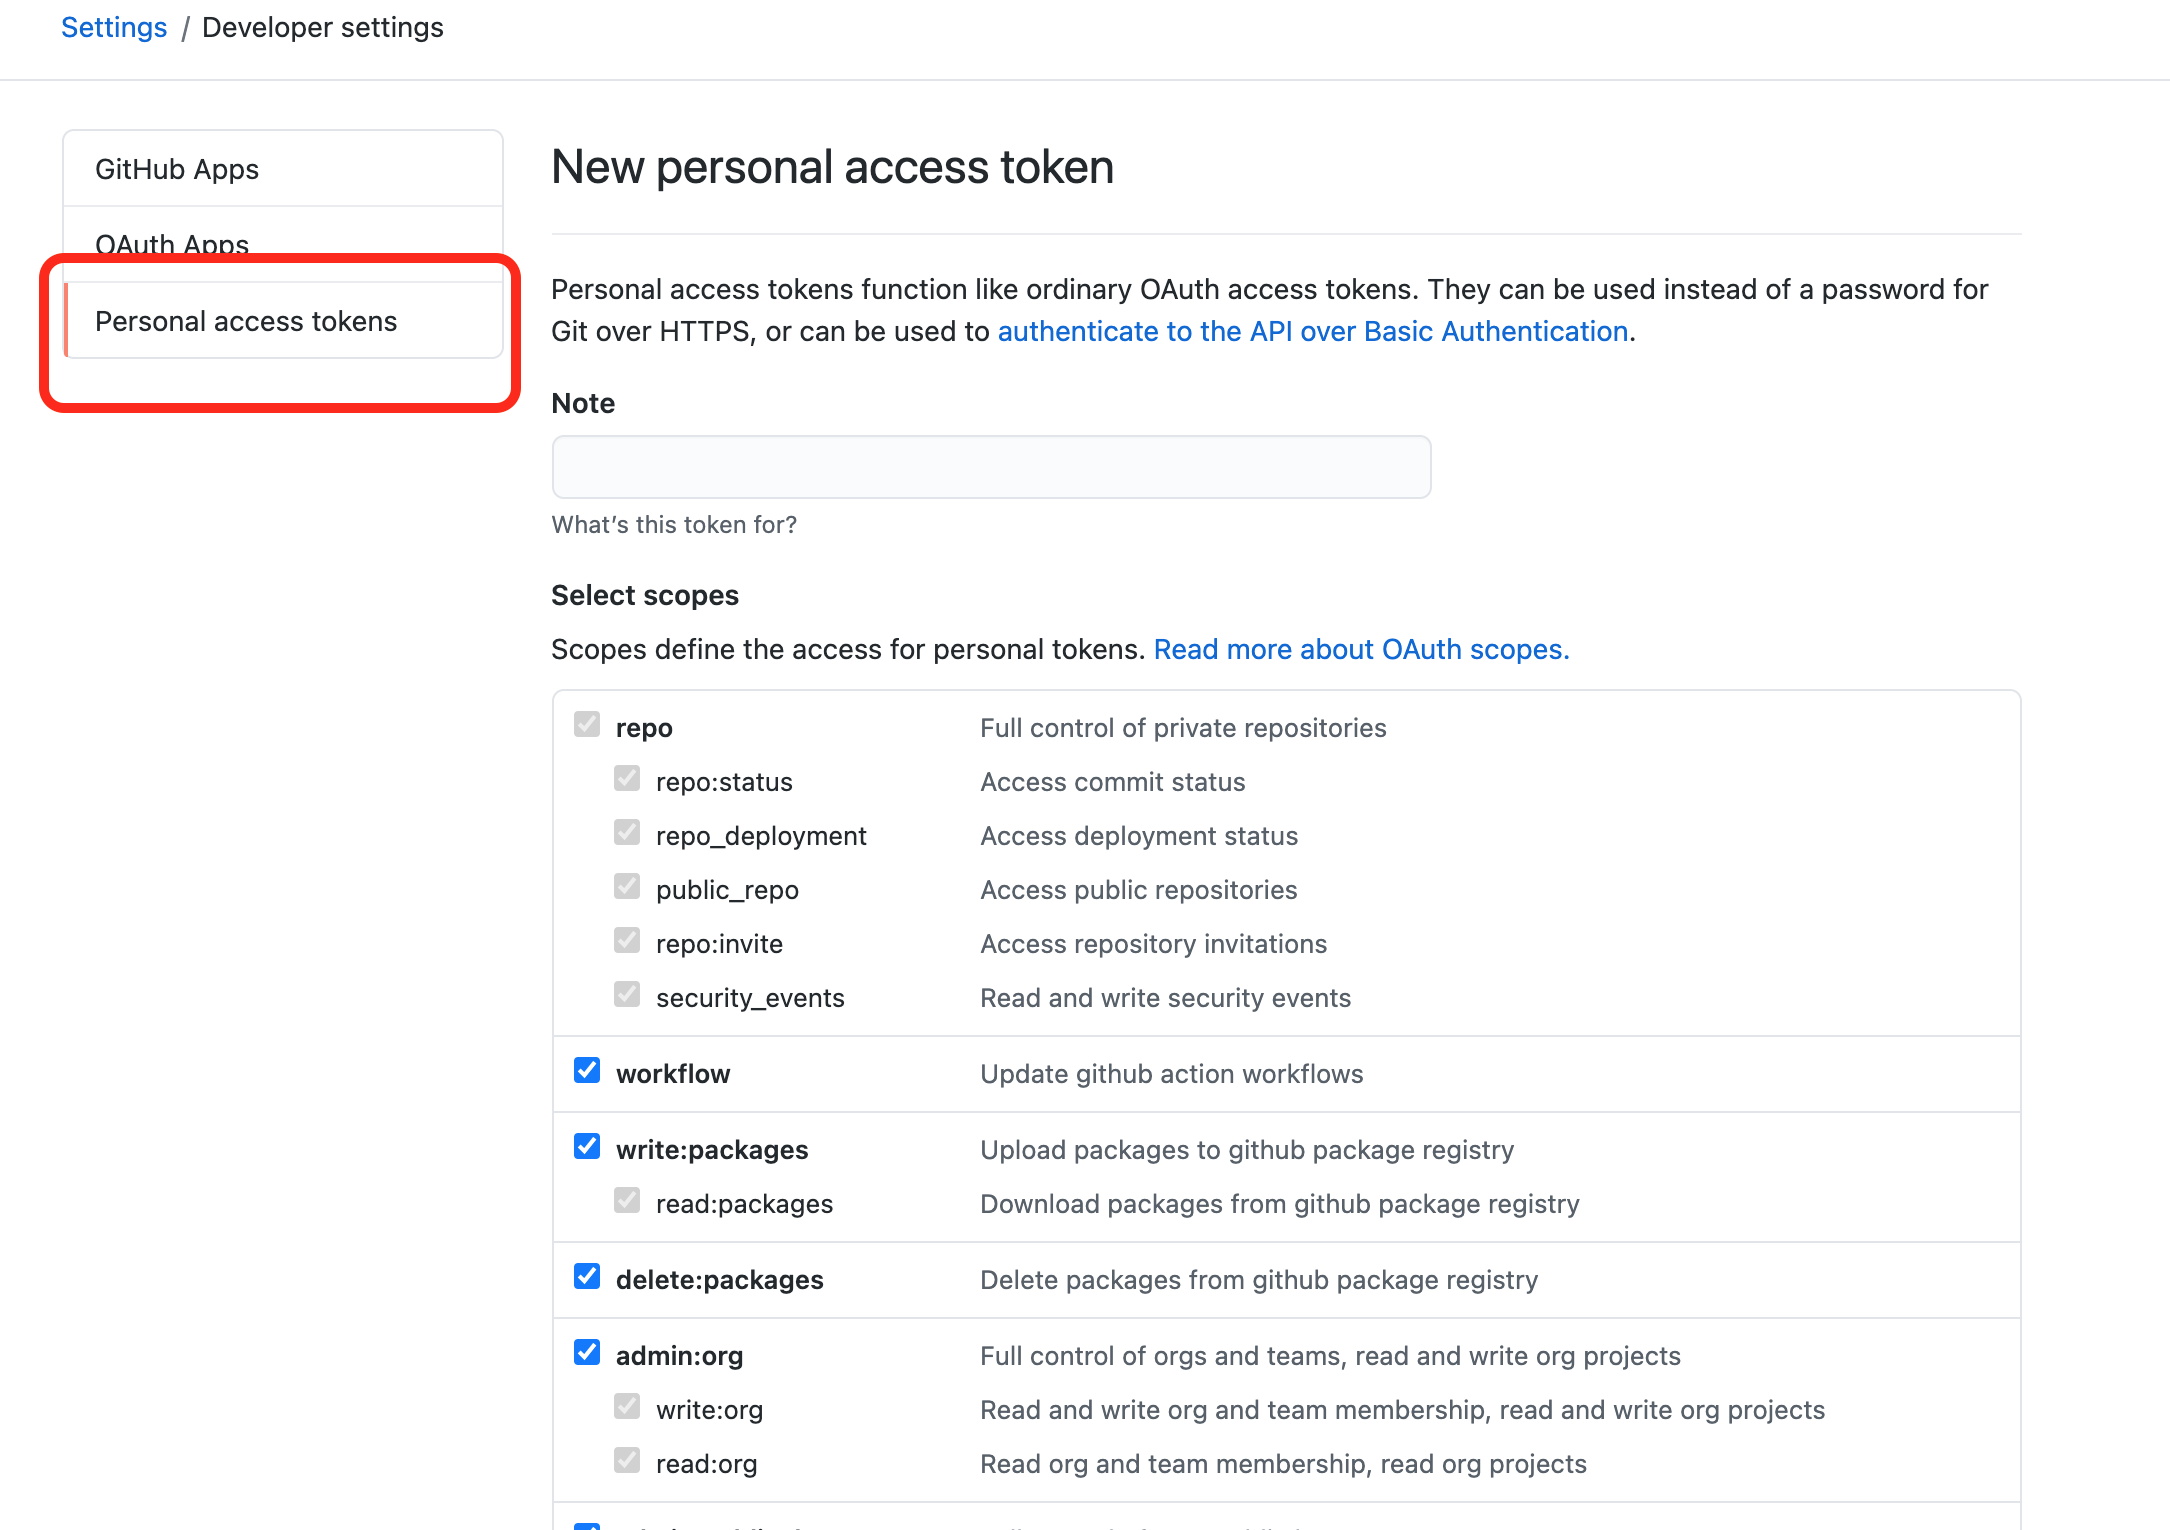 Settings / Developer settings
GitHub Apps
OAuth Apps
Personal access tokens
New personal access token
Personal access tokens function like ordinary OAuth access tokens. They can be used instead of a password for
Git over HTTPS, or can be used to authenticate to the API over Basic Authentication.
Note
What's this token for?
Select scopes
Scopes define the access for personal tokens. Read more about OAuth scopes.
repo Full control of private repositories
repo:status Access commit status
repo_deployment Access deployment status
public_repo Access public repositories
repo:invite Access repository invitations
security_events Read and write security events
workflow Update github action workflows
write:packages Upload packages to github package registry
read:packages Download packages from github package registry
delete:packages Delete packages from github package registry
admin:org Full control of orgs and teams, read and write org projects
write:org Read and write org and team membership, read and write org projects
read:org Read org and team membership, read org projects